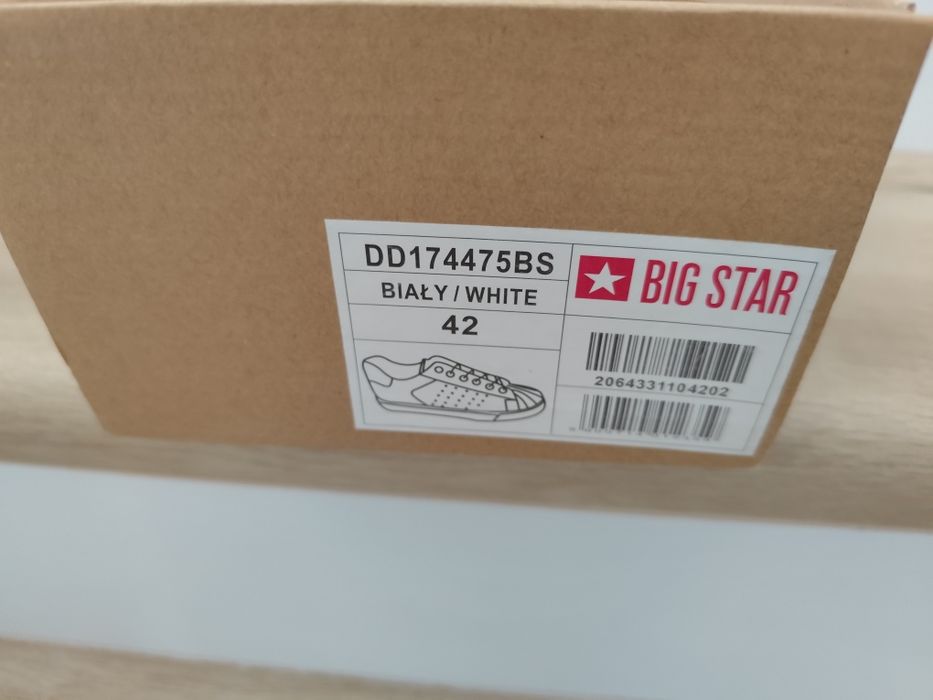 DD174475BS
BIAŁY / WHITE
42
BIG STAR
2064331104202